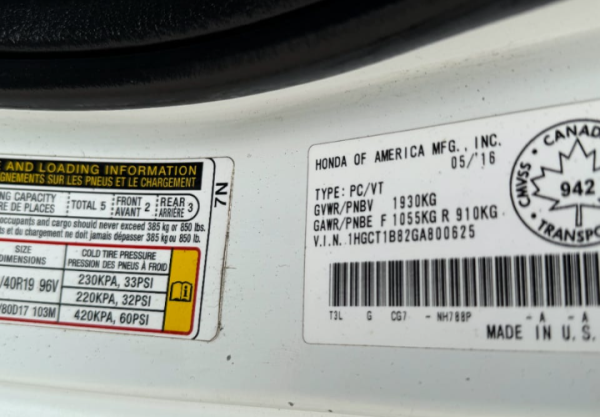 E AND LOADING INFORMATION
GNEMENTS SUR LES PNEUS ET LE CHARGEMENT
NG CAPACITY
RE DE PLACES
TOTAL 5
FRONT
AVANT 2
REAR
ARRIÈRE 3
occupants and cargo should never exceed 385 kg or 850 lbs.
ts et du chargement ne doit jamais dépasser 385 kg ou 850 lb.
SIZE
DIMENSIONS
COLD TIRE PRESSURE
PRESSION DES PNEUS À FROID
/40R19 96V
230KPA, 33PSI
220KPA, 32PSI
/80D17 103M
420KPA, 60PSI
7N
HONDA OF AMERICA MFG., INC.
05/'16
TYPE: PC/VT
GVWR/PNBV 1930KG
GAWR/PNBE F 1055KG R 910KG
V.I.N. 1HGCT1B82GA800625
T3L G CG7 - NH788P - A - A
MADE IN U.S.
CANAD
CMVSS
942
TRANSPO